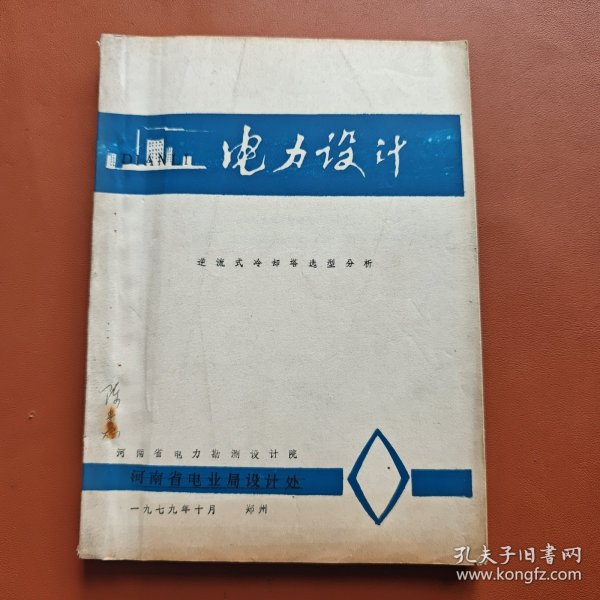 电力设计
DIANLI
逆流式冷却塔选型分析
陈
河南省电力勘测设计院
河南省电业局设计处
一九七九年十月 郑州
孔夫子旧书网
www.kongfz.com